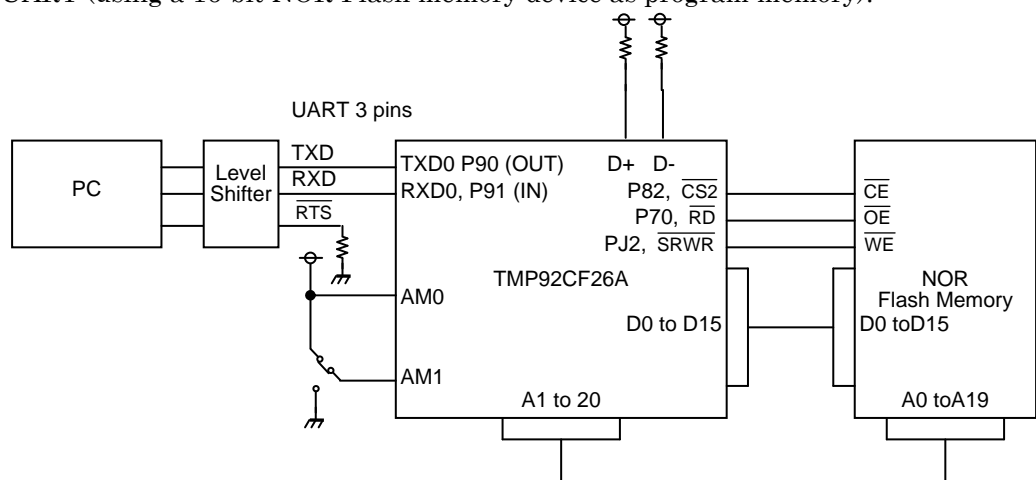 UART (using a 16-bit NOR Flash memory device as program memory):
UART 3 pins
PC
Level
Shifter
TXD
RXD
RTS
TXD0 P90 (OUT)
RXD0, P91 (IN)
D+ D-
P82, CS2
P70, RD
PJ2, SRWR
CE
OE
WE
TMP92CF26A
NOR
Flash Memory
AM0
D0 to D15
D0 toD15
AM1
A1 to 20
A0 toA19